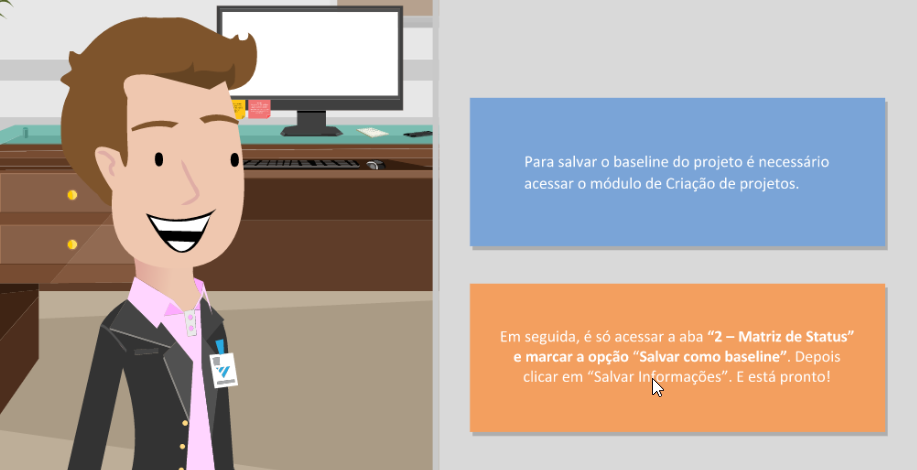 Para salvar o baseline do projeto é necessário
acessar o módulo de Criação de projetos.
Em seguida, é só acessar a aba “2 – Matriz de Status”
e marcar a opção “Salvar como baseline”. Depois
clicar em “Salvar Informações”. E está pronto!